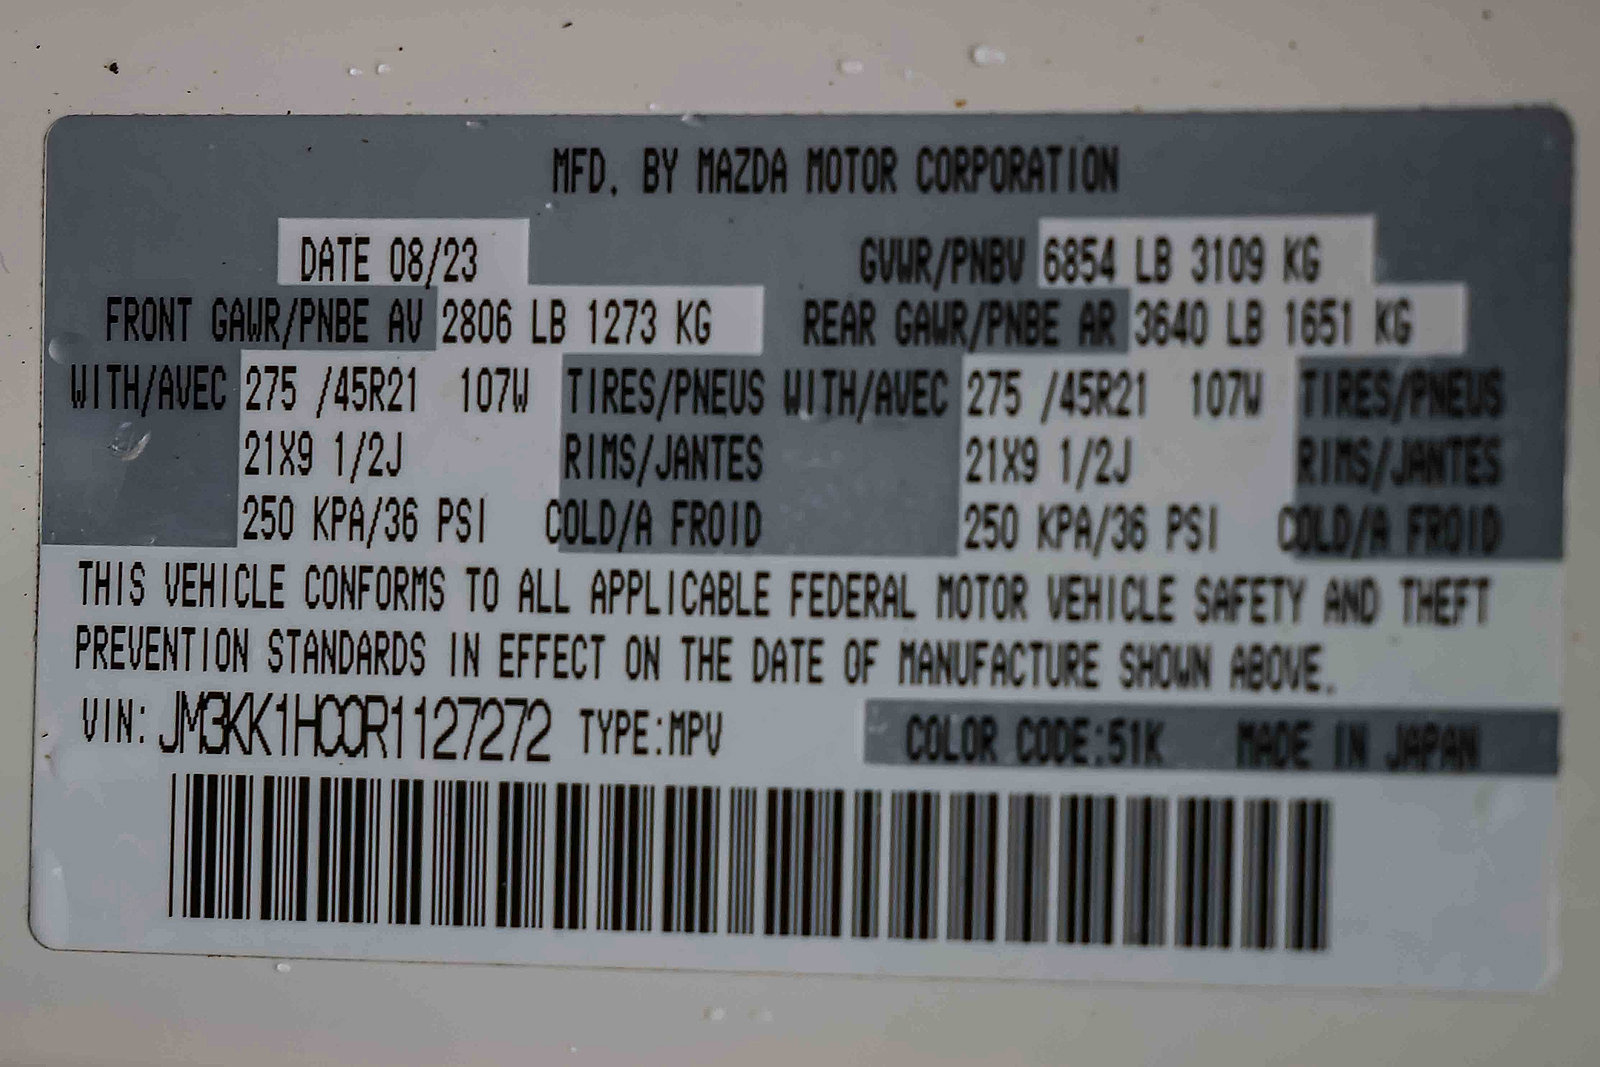 MFD. BY MAZDA MOTOR CORPORATION
DATE 08/23 GVWR/PNBV 6854 LB 3109 KG
FRONT GAWR/PNBE AV 2806 LB 1273 KG REAR GAWR/PNBE AR 3640 LB 1651 KG
WITH/AVEC 275 /45R21 107W TIRES/PNEUS WITH/AVEC 275 /45R21 107W TIRES/PNEUS
21X9 1/2J RIMS/JANTES 21X9 1/2J RIMS/JANTES
250 KPA/36 PSI COLD/A FROID 250 KPA/36 PSI COLD/A FROID
THIS VEHICLE CONFORMS TO ALL APPLICABLE FEDERAL MOTOR VEHICLE SAFETY AND THEFT
PREVENTION STANDARDS IN EFFECT ON THE DATE OF MANUFACTURE SHOWN ABOVE.
VIN: JM3KK1HC0R1127272 TYPE:MPV COLOR CODE:51K MADE IN JAPAN